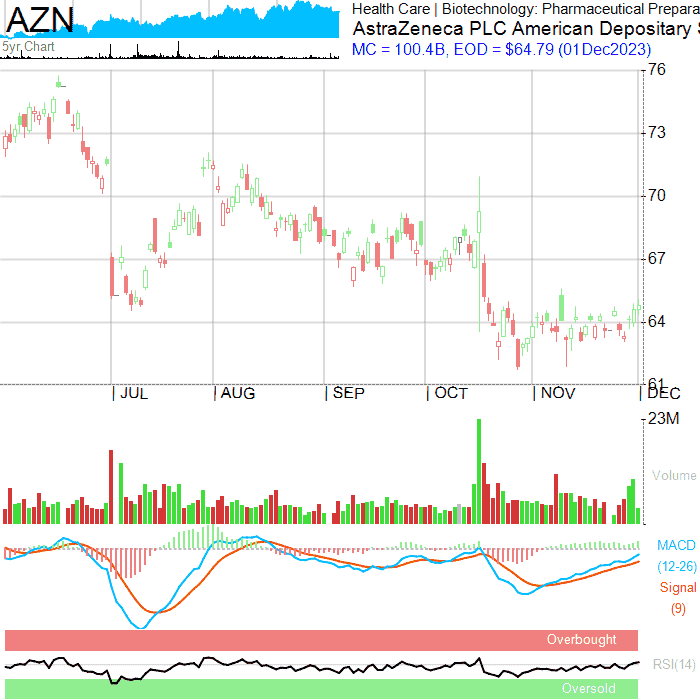 AZN
Health Care | Biotechnology: Pharmaceutical Prepara
AstraZeneca PLC American Depositary S
MC = 100.4B, EOD = $64.79 (01Dec2023)
5yr Chart
76
73
70
67
64
61
JUL
AUG
SEP
OCT
NOV
DEC
23M
Volume
MACD
(12-26)
Signal
(9)
Overbought
RSI(14)
Oversold